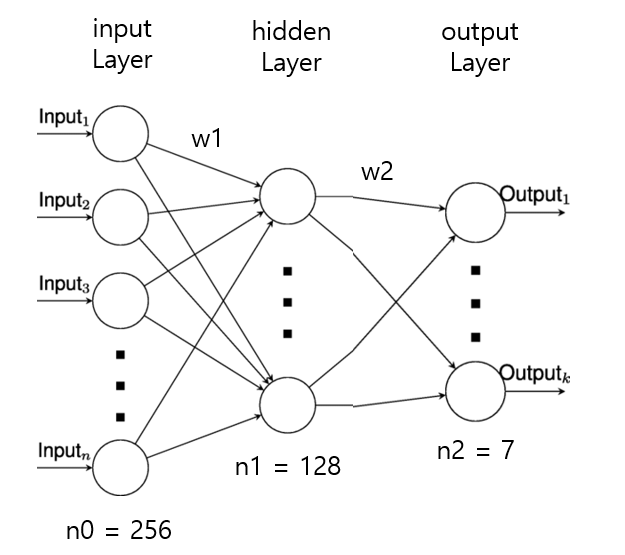 input
Layer
hidden
Layer
output
Layer
Input₁
w1
Input₂
w2
Output₁
Input₃
Outputₖ
Inputₙ
n1 = 128
n2 = 7
n0 = 256